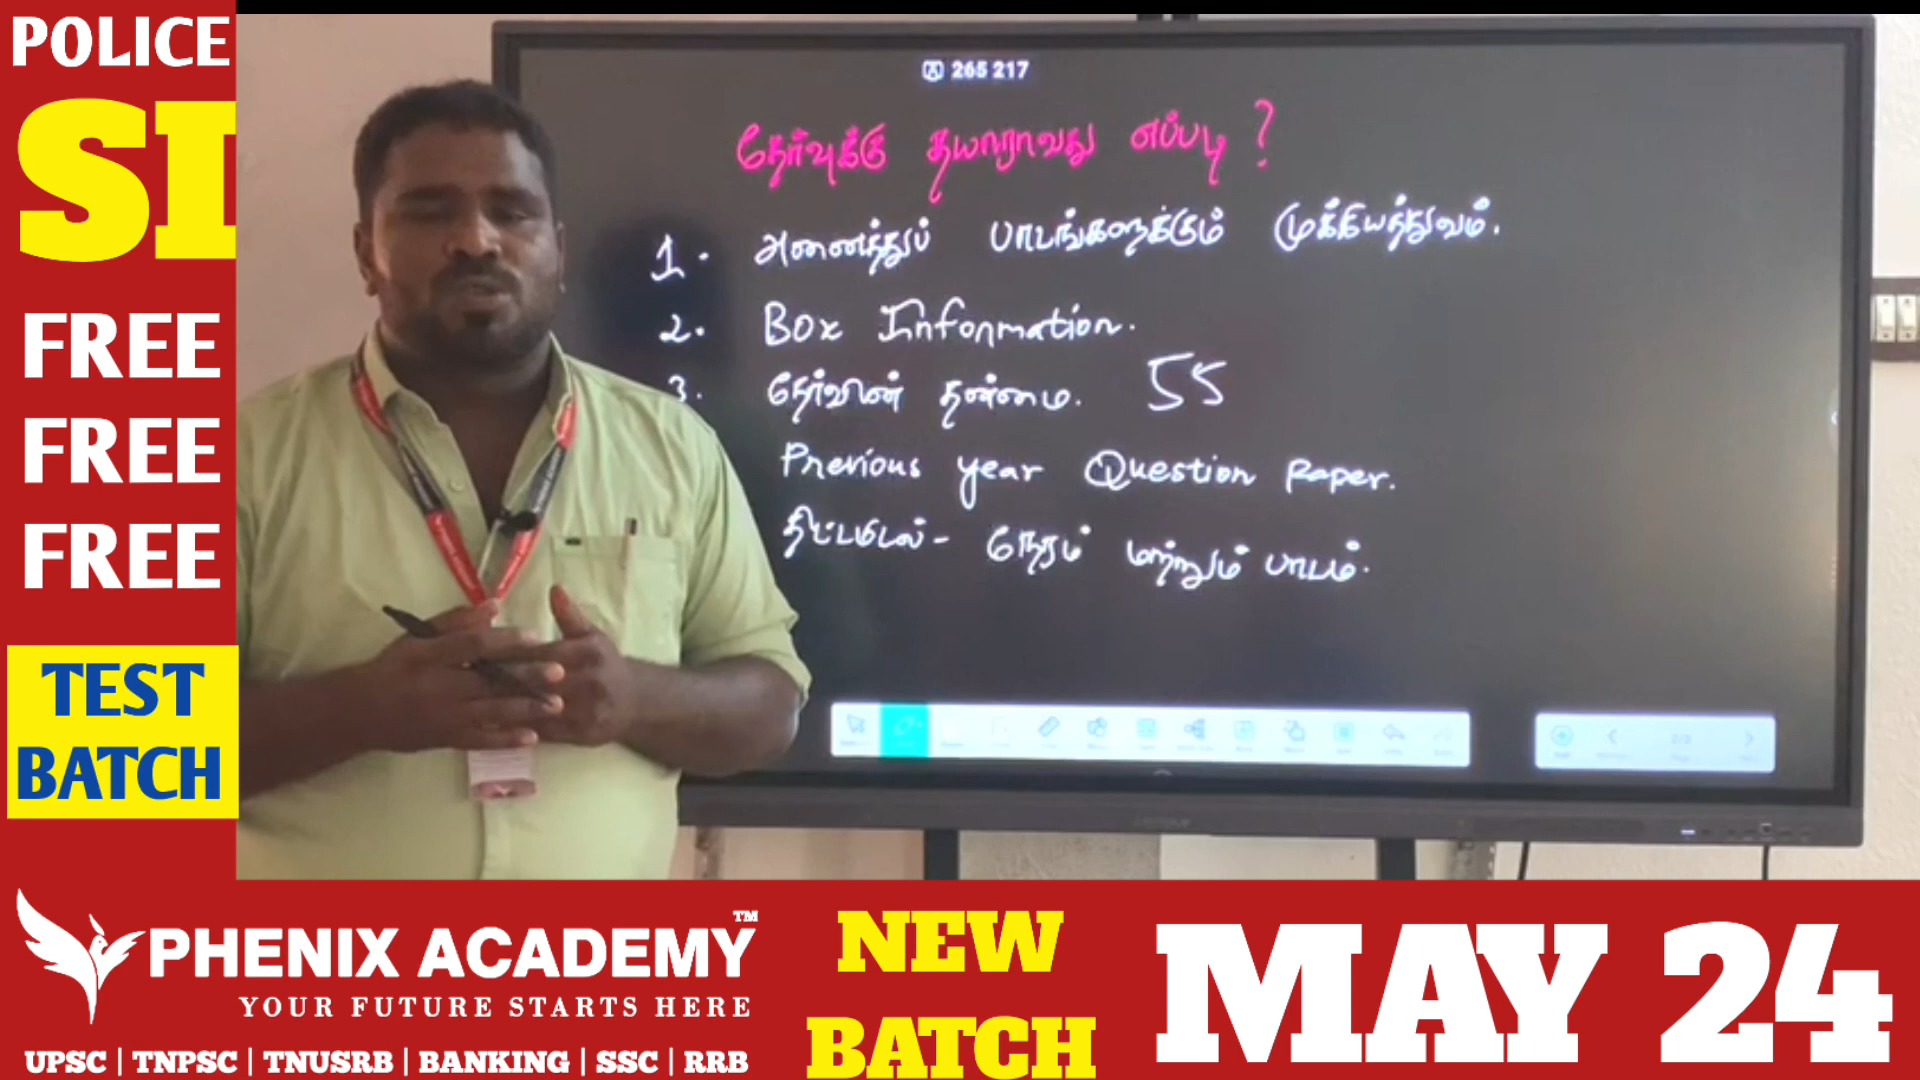 POLICE
SI
FREE
FREE
FREE
TEST
BATCH
265 217
தேர்வுக்கு தயாராவது எப்படி ?
1. அனைத்துப் பாடங்களுக்கும் முக்கியத்துவம்.
2. Box Information.
3. தேர்வின் தன்மை. 55
Previous year Question Paper.
திட்டமிடல் - நேரம் மற்றும் பாடம்.
PHENIX ACADEMY™
YOUR FUTURE STARTS HERE
UPSC | TNPSC | TNUSRB | BANKING | SSC | RRB
NEW
BATCH
MAY 24